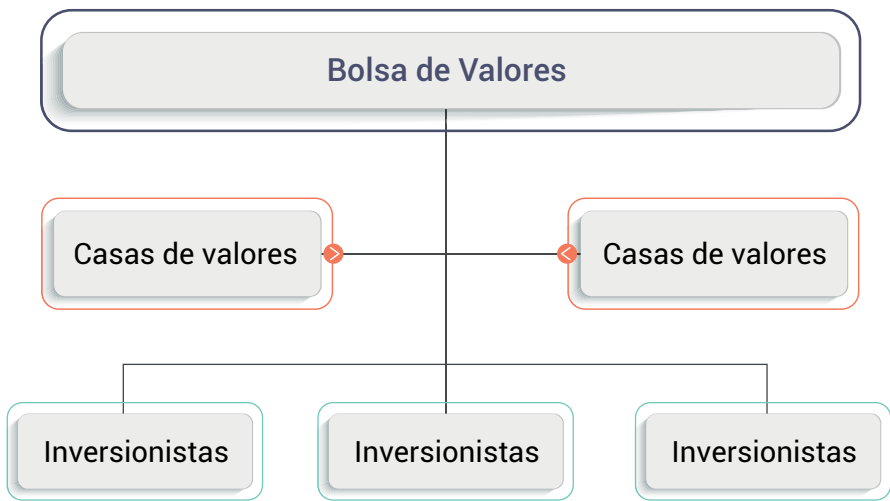 Bolsa de Valores
Casas de valores
Casas de valores
Inversionistas
Inversionistas
Inversionistas